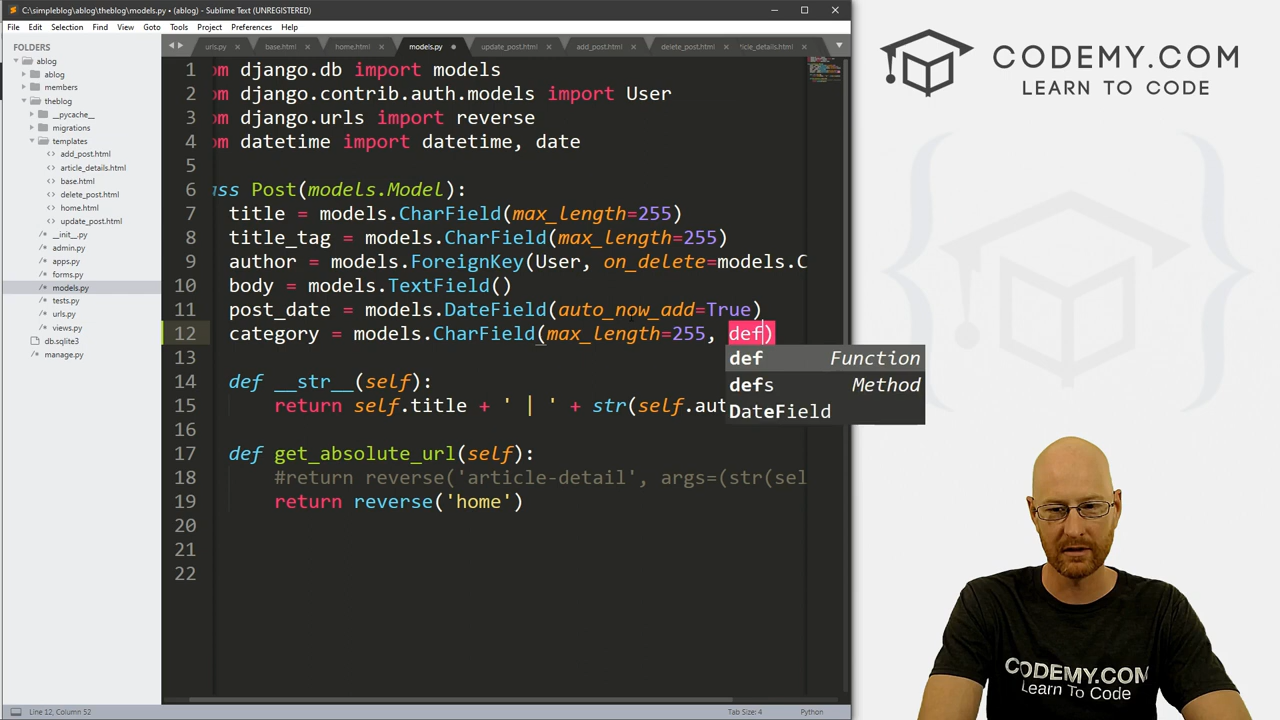 C:\simpleblog\ablog\theblog\models.py • (ablog) - Sublime Text (UNREGISTERED)
File Edit Selection Find View Goto Tools Project Preferences Help
FOLDERS
ablog
ablog
members
theblog
__pycache__
migrations
templates
add_post.html
article_details.html
base.html
delete_post.html
home.html
update_post.html
__init__.py
admin.py
apps.py
forms.py
models.py
tests.py
urls.py
views.py
db.sqlite3
manage.py
urls.py base.html home.html models.py update_post.html add_post.html delete_post.html ticle_details.html
1 om django.db import models
2 om django.contrib.auth.models import User
3 om django.urls import reverse
4 om datetime import datetime, date
5
6 ass Post(models.Model):
7 title = models.CharField(max_length=255)
8 title_tag = models.CharField(max_length=255)
9 author = models.ForeignKey(User, on_delete=models.C
10 body = models.TextField()
11 post_date = models.DateField(auto_now_add=True)
12 category = models.CharField(max_length=255, def)
def Function
defs Method
DateField
13
14 def __str__(self):
15 return self.title + ' | ' + str(self.aut
16
17 def get_absolute_url(self):
18 #return reverse('article-detail', args=(str(sel
19 return reverse('home')
20
21
22
Line 12, Column 52
Tab Size: 4
Python
CODEMY.COM
LEARN TO CODE
CODEMY.COM
Learn To Code